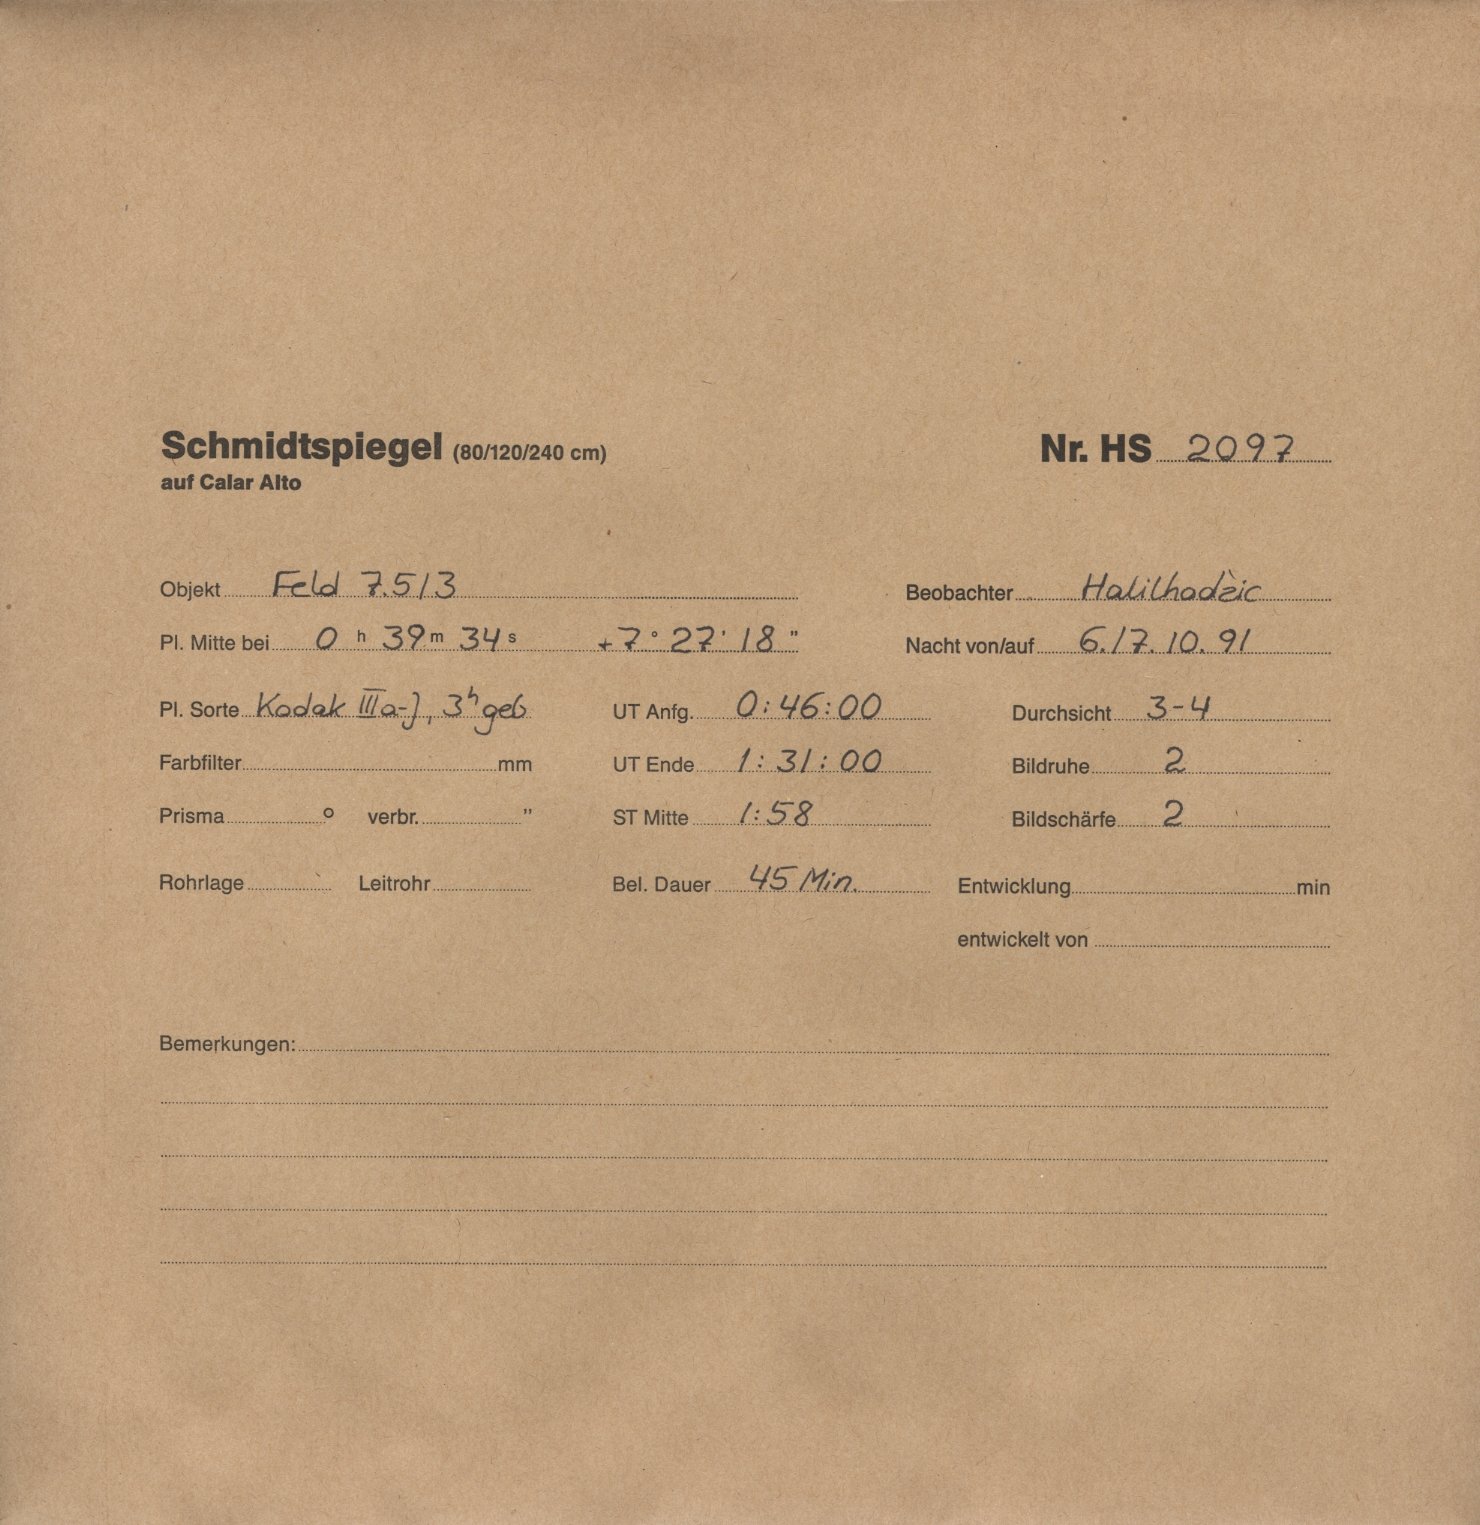 Schmidtspiegel (80/120/240 cm) Nr. HS 2097
auf Calar Alto
Objekt Feld 7.5/3 Beobachter Halilhadžic
Pl. Mitte bei 0 h 39 m 34 s +7° 27' 18" Nacht von/auf 6./7. 10. 91
Pl. Sorte Kodak IIIa-J, 3h geb UT Anfg. 0:46:00 Durchsicht 3-4
Farbfilter mm UT Ende 1:31:00 Bildruhe 2
Prisma ° verbr. " ST Mitte 1:58 Bildschärfe 2
Rohrlage Leitrohr Bel. Dauer 45 Min. Entwicklung min
entwickelt von
Bemerkungen: